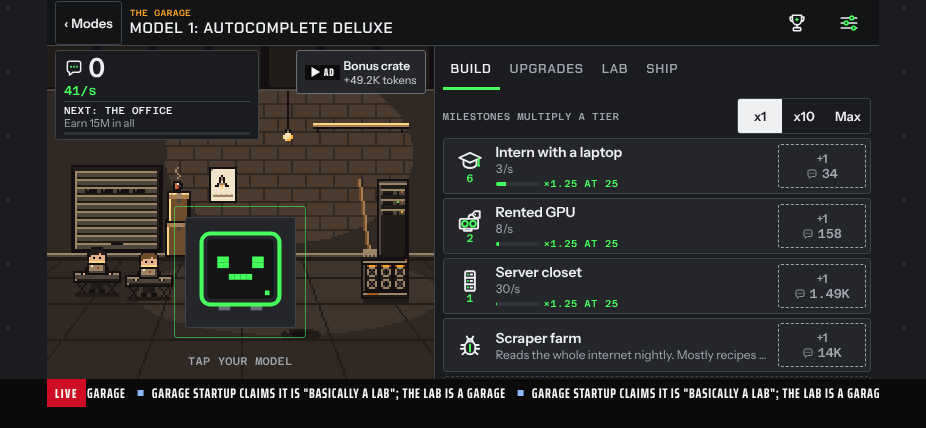 ‹ Modes
THE GARAGE
MODEL 1: AUTOCOMPLETE DELUXE
0
41/s
NEXT: THE OFFICE
Earn 15M in all
AD
Bonus crate
+49.2K tokens
A
TAP YOUR MODEL
BUILD UPGRADES LAB SHIP
MILESTONES MULTIPLY A TIER
x1 x10 Max
Intern with a laptop
3/s
6
×1.25 AT 25
+1
34
Rented GPU
8/s
2
×1.25 AT 25
+1
158
Server closet
30/s
1
×1.25 AT 25
+1
1.49K
Scraper farm
Reads the whole internet nightly. Mostly recipes ...
+1
14K
LIVE
GARAGE ▪ GARAGE STARTUP CLAIMS IT IS "BASICALLY A LAB"; THE LAB IS A GARAGE ▪ GARAGE STARTUP CLAIMS IT IS "BASICALLY A LAB"; THE LAB IS A GARAG